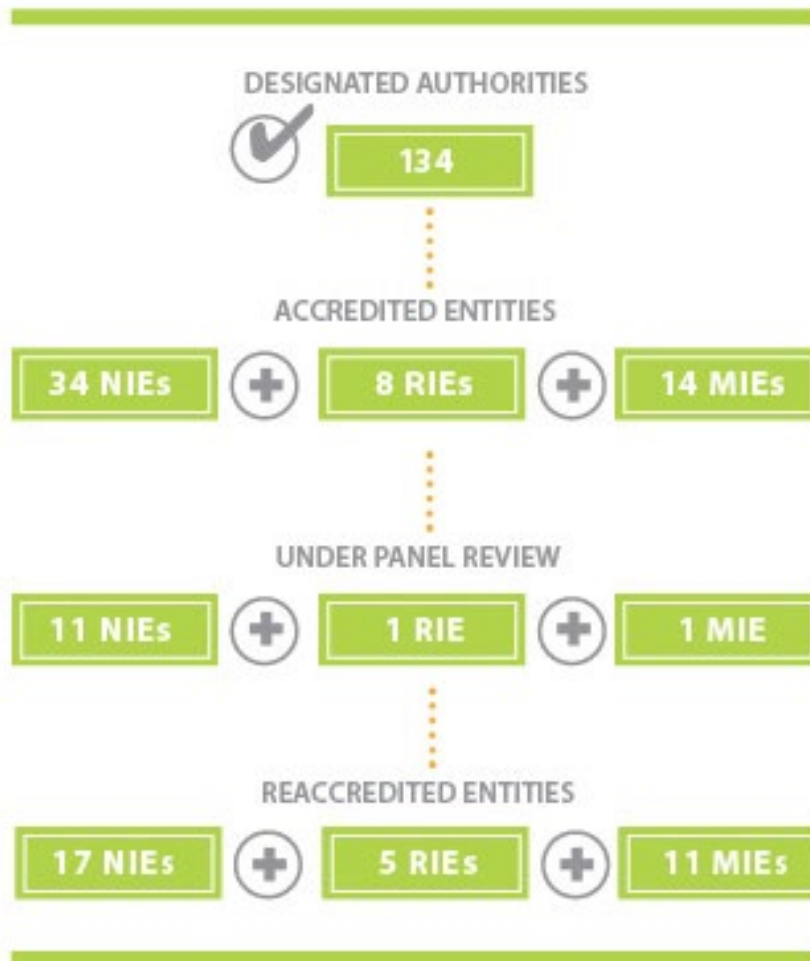 DESIGNATED AUTHORITIES
134
ACCREDITED ENTITIES
34 NIEs + 8 RIEs + 14 MIEs
UNDER PANEL REVIEW
11 NIEs + 1 RIE + 1 MIE
REACCREDITED ENTITIES
17 NIEs + 5 RIEs + 11 MIEs